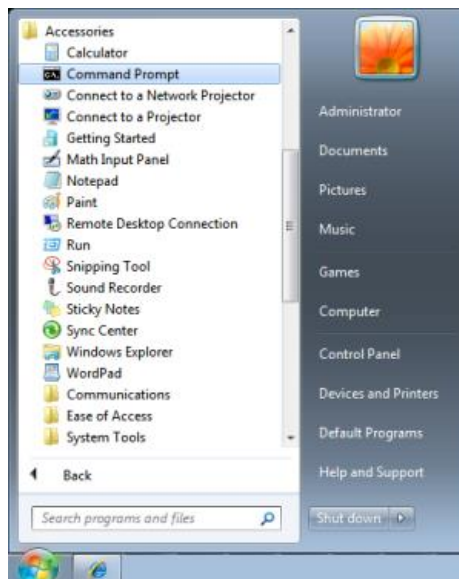 Accessories
Calculator
Command Prompt
Connect to a Network Projector
Connect to a Projector
Getting Started
Math Input Panel
Notepad
Paint
Remote Desktop Connection
Run
Snipping Tool
Sound Recorder
Sticky Notes
Sync Center
Windows Explorer
WordPad
Communications
Ease of Access
System Tools
Back
Search programs and files
Administrator
Documents
Pictures
Music
Games
Computer
Control Panel
Devices and Printers
Default Programs
Help and Support
Shut down